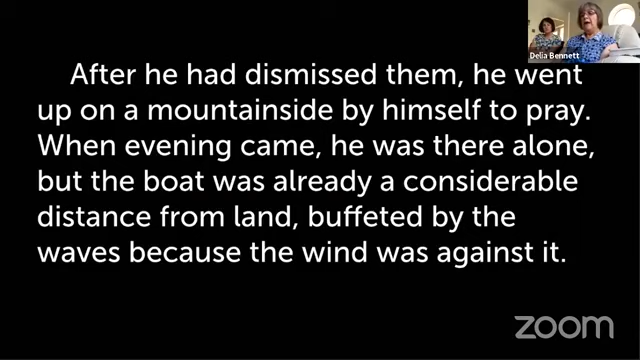 Delia Bennett
After he had dismissed them, he went
up on a mountainside by himself to pray.
When evening came, he was there alone,
but the boat was already a considerable
distance from land, buffeted by the
waves because the wind was against it.
zoom